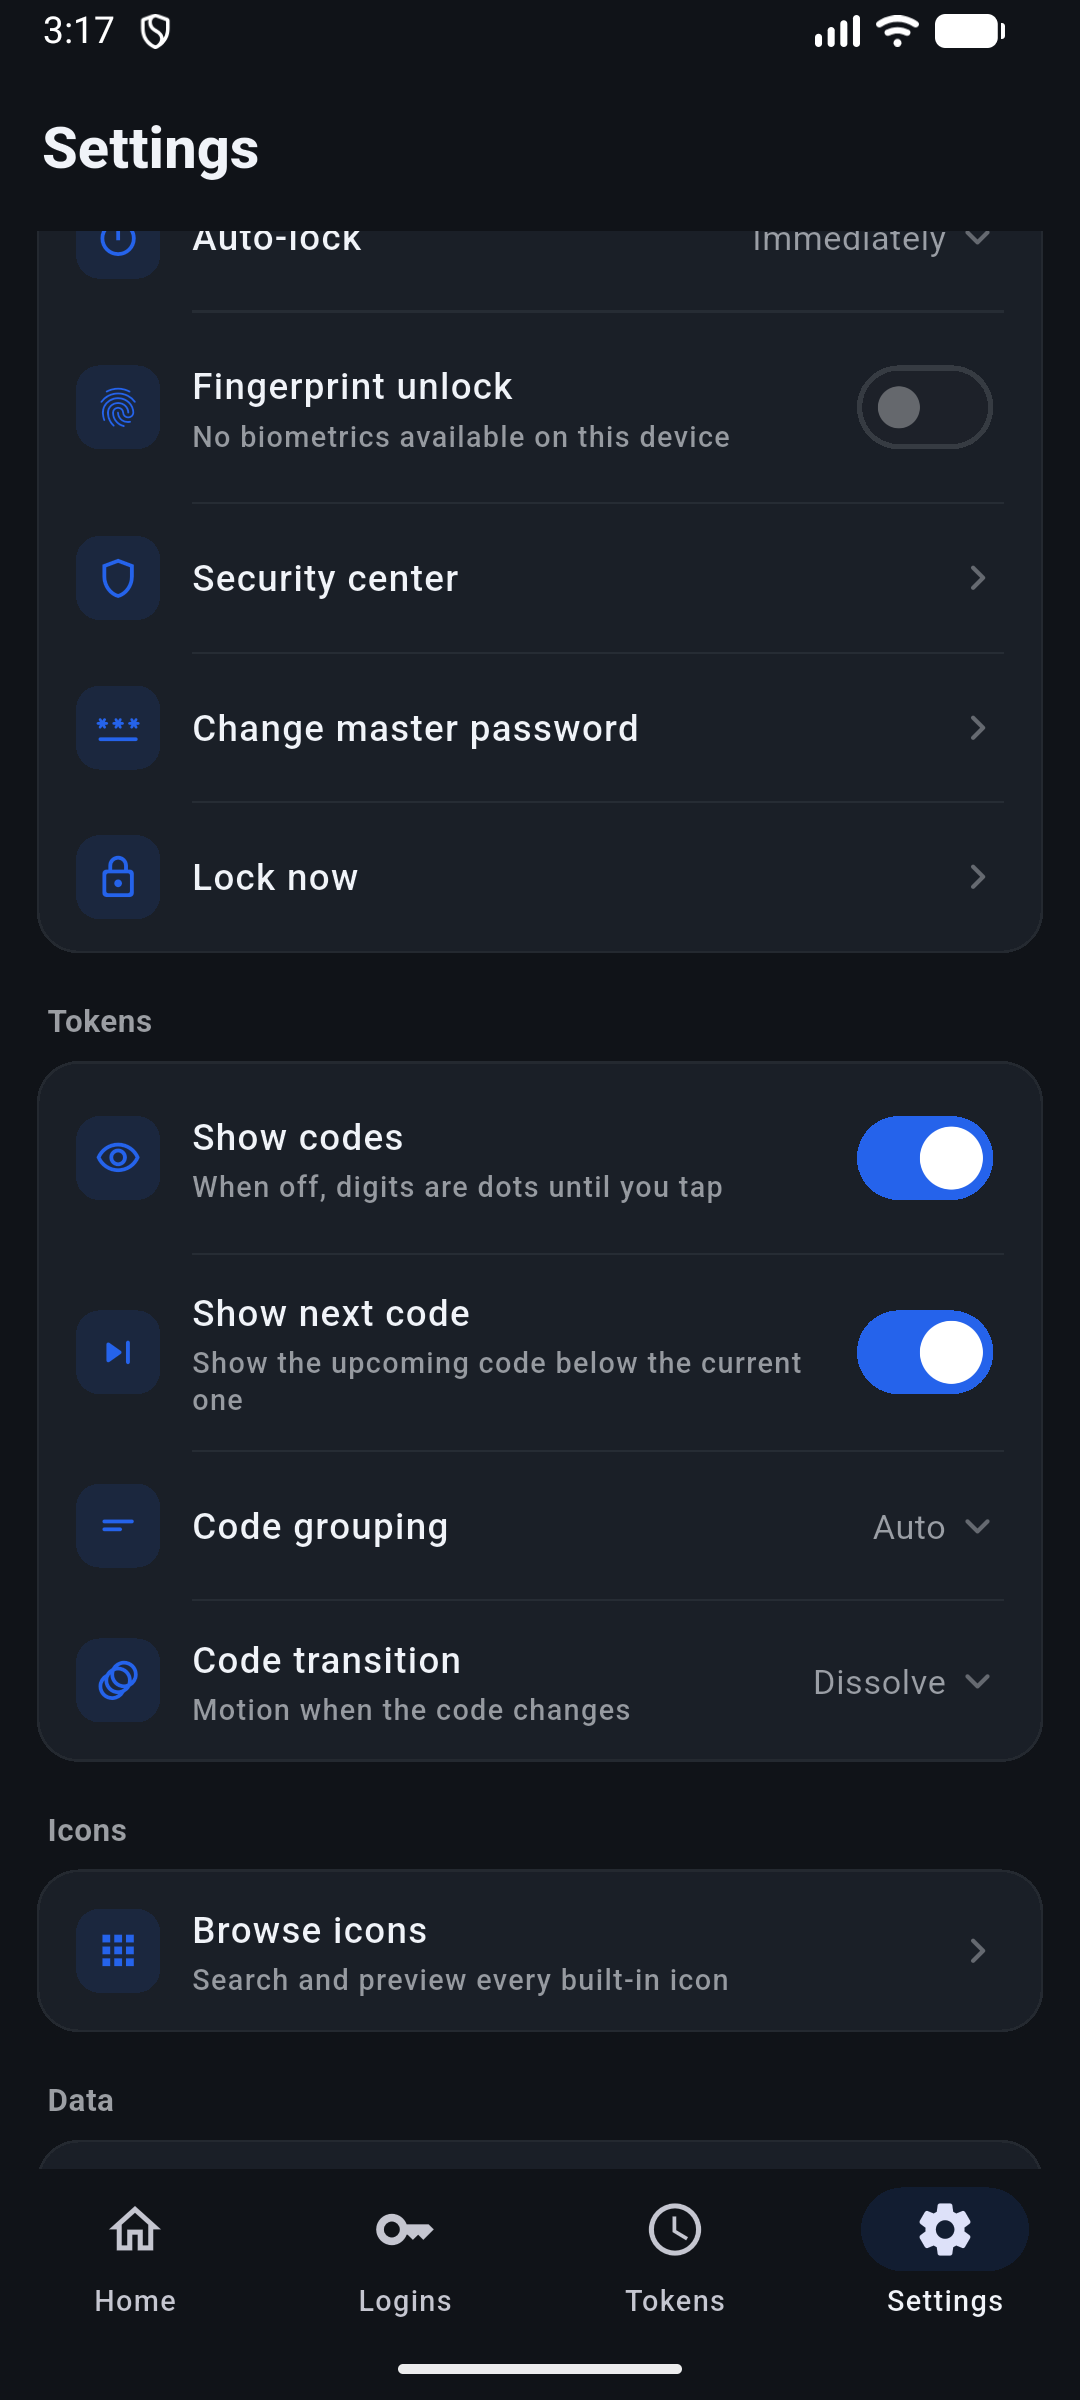 3:17
Settings
Auto-lock
Immediately
Fingerprint unlock
No biometrics available on this device
Security center
Change master password
Lock now
Tokens
Show codes
When off, digits are dots until you tap
Show next code
Show the upcoming code below the current
one
Code grouping
Auto
Code transition
Motion when the code changes
Dissolve
Icons
Browse icons
Search and preview every built-in icon
Data
Home
Logins
Tokens
Settings